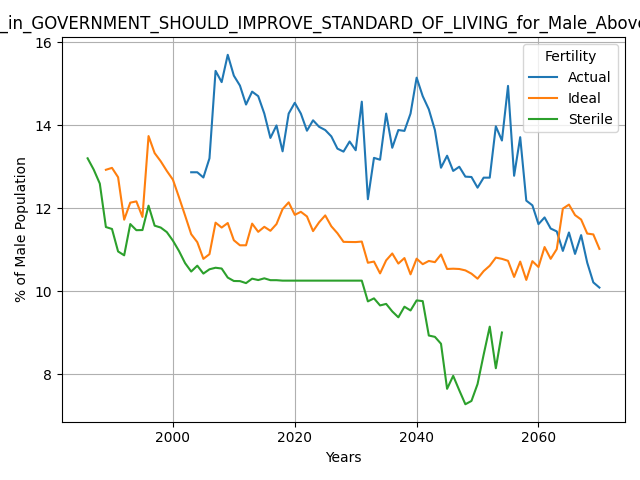 _in_GOVERNMENT_SHOULD_IMPROVE_STANDARD_OF_LIVING_for_Male_Above
Fertility
Actual
Ideal
Sterile
% of Male Population
16
14
12
10
8
2000 2020 2040 2060
Years